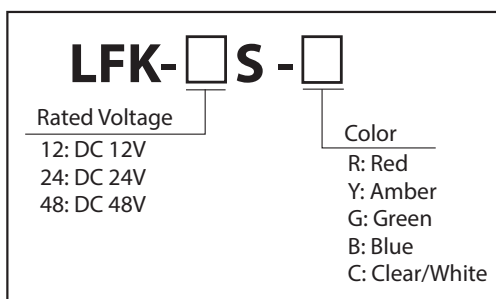 LFK-□S-□
Rated Voltage
12: DC 12V
24: DC 24V
48: DC 48V
Color
R: Red
Y: Amber
G: Green
B: Blue
C: Clear/White